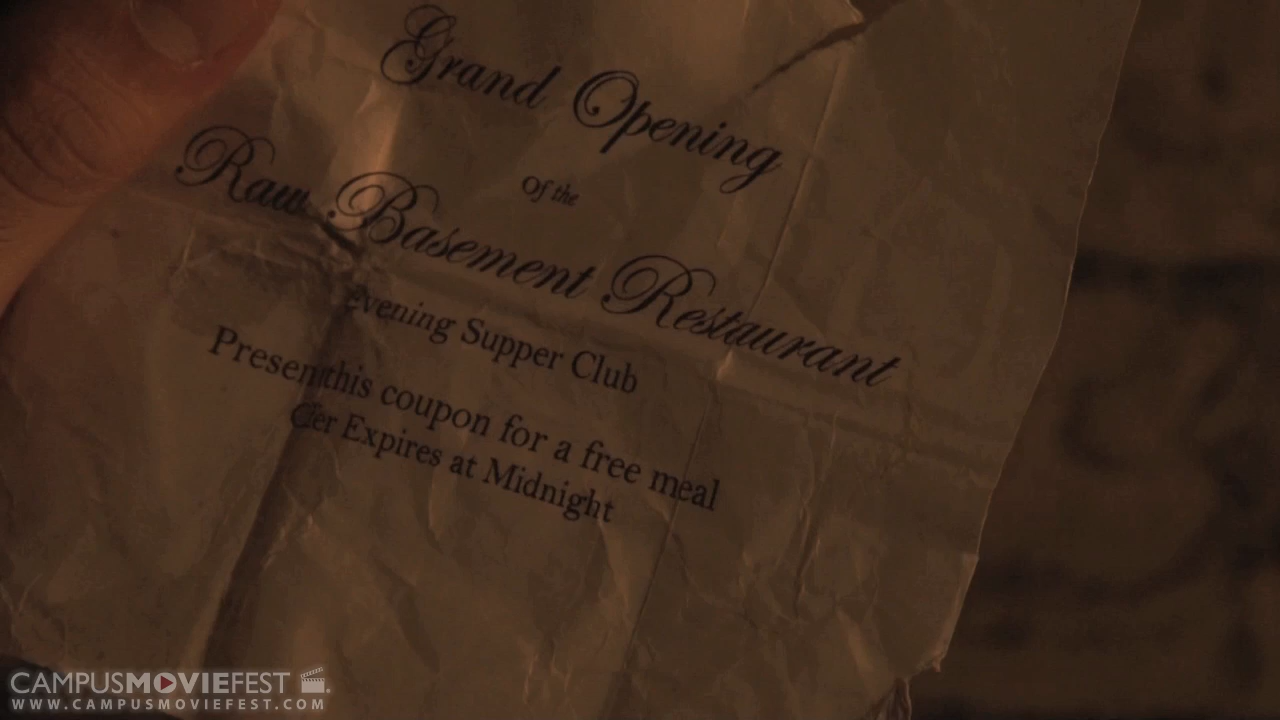 Grand Opening
Of the
Raw Basement Restaurant
Evening Supper Club
Present this coupon for a free meal
Expires at Midnight
CAMPUSMOVIEFEST
WWW.CAMPUSMOVIEFEST.COM